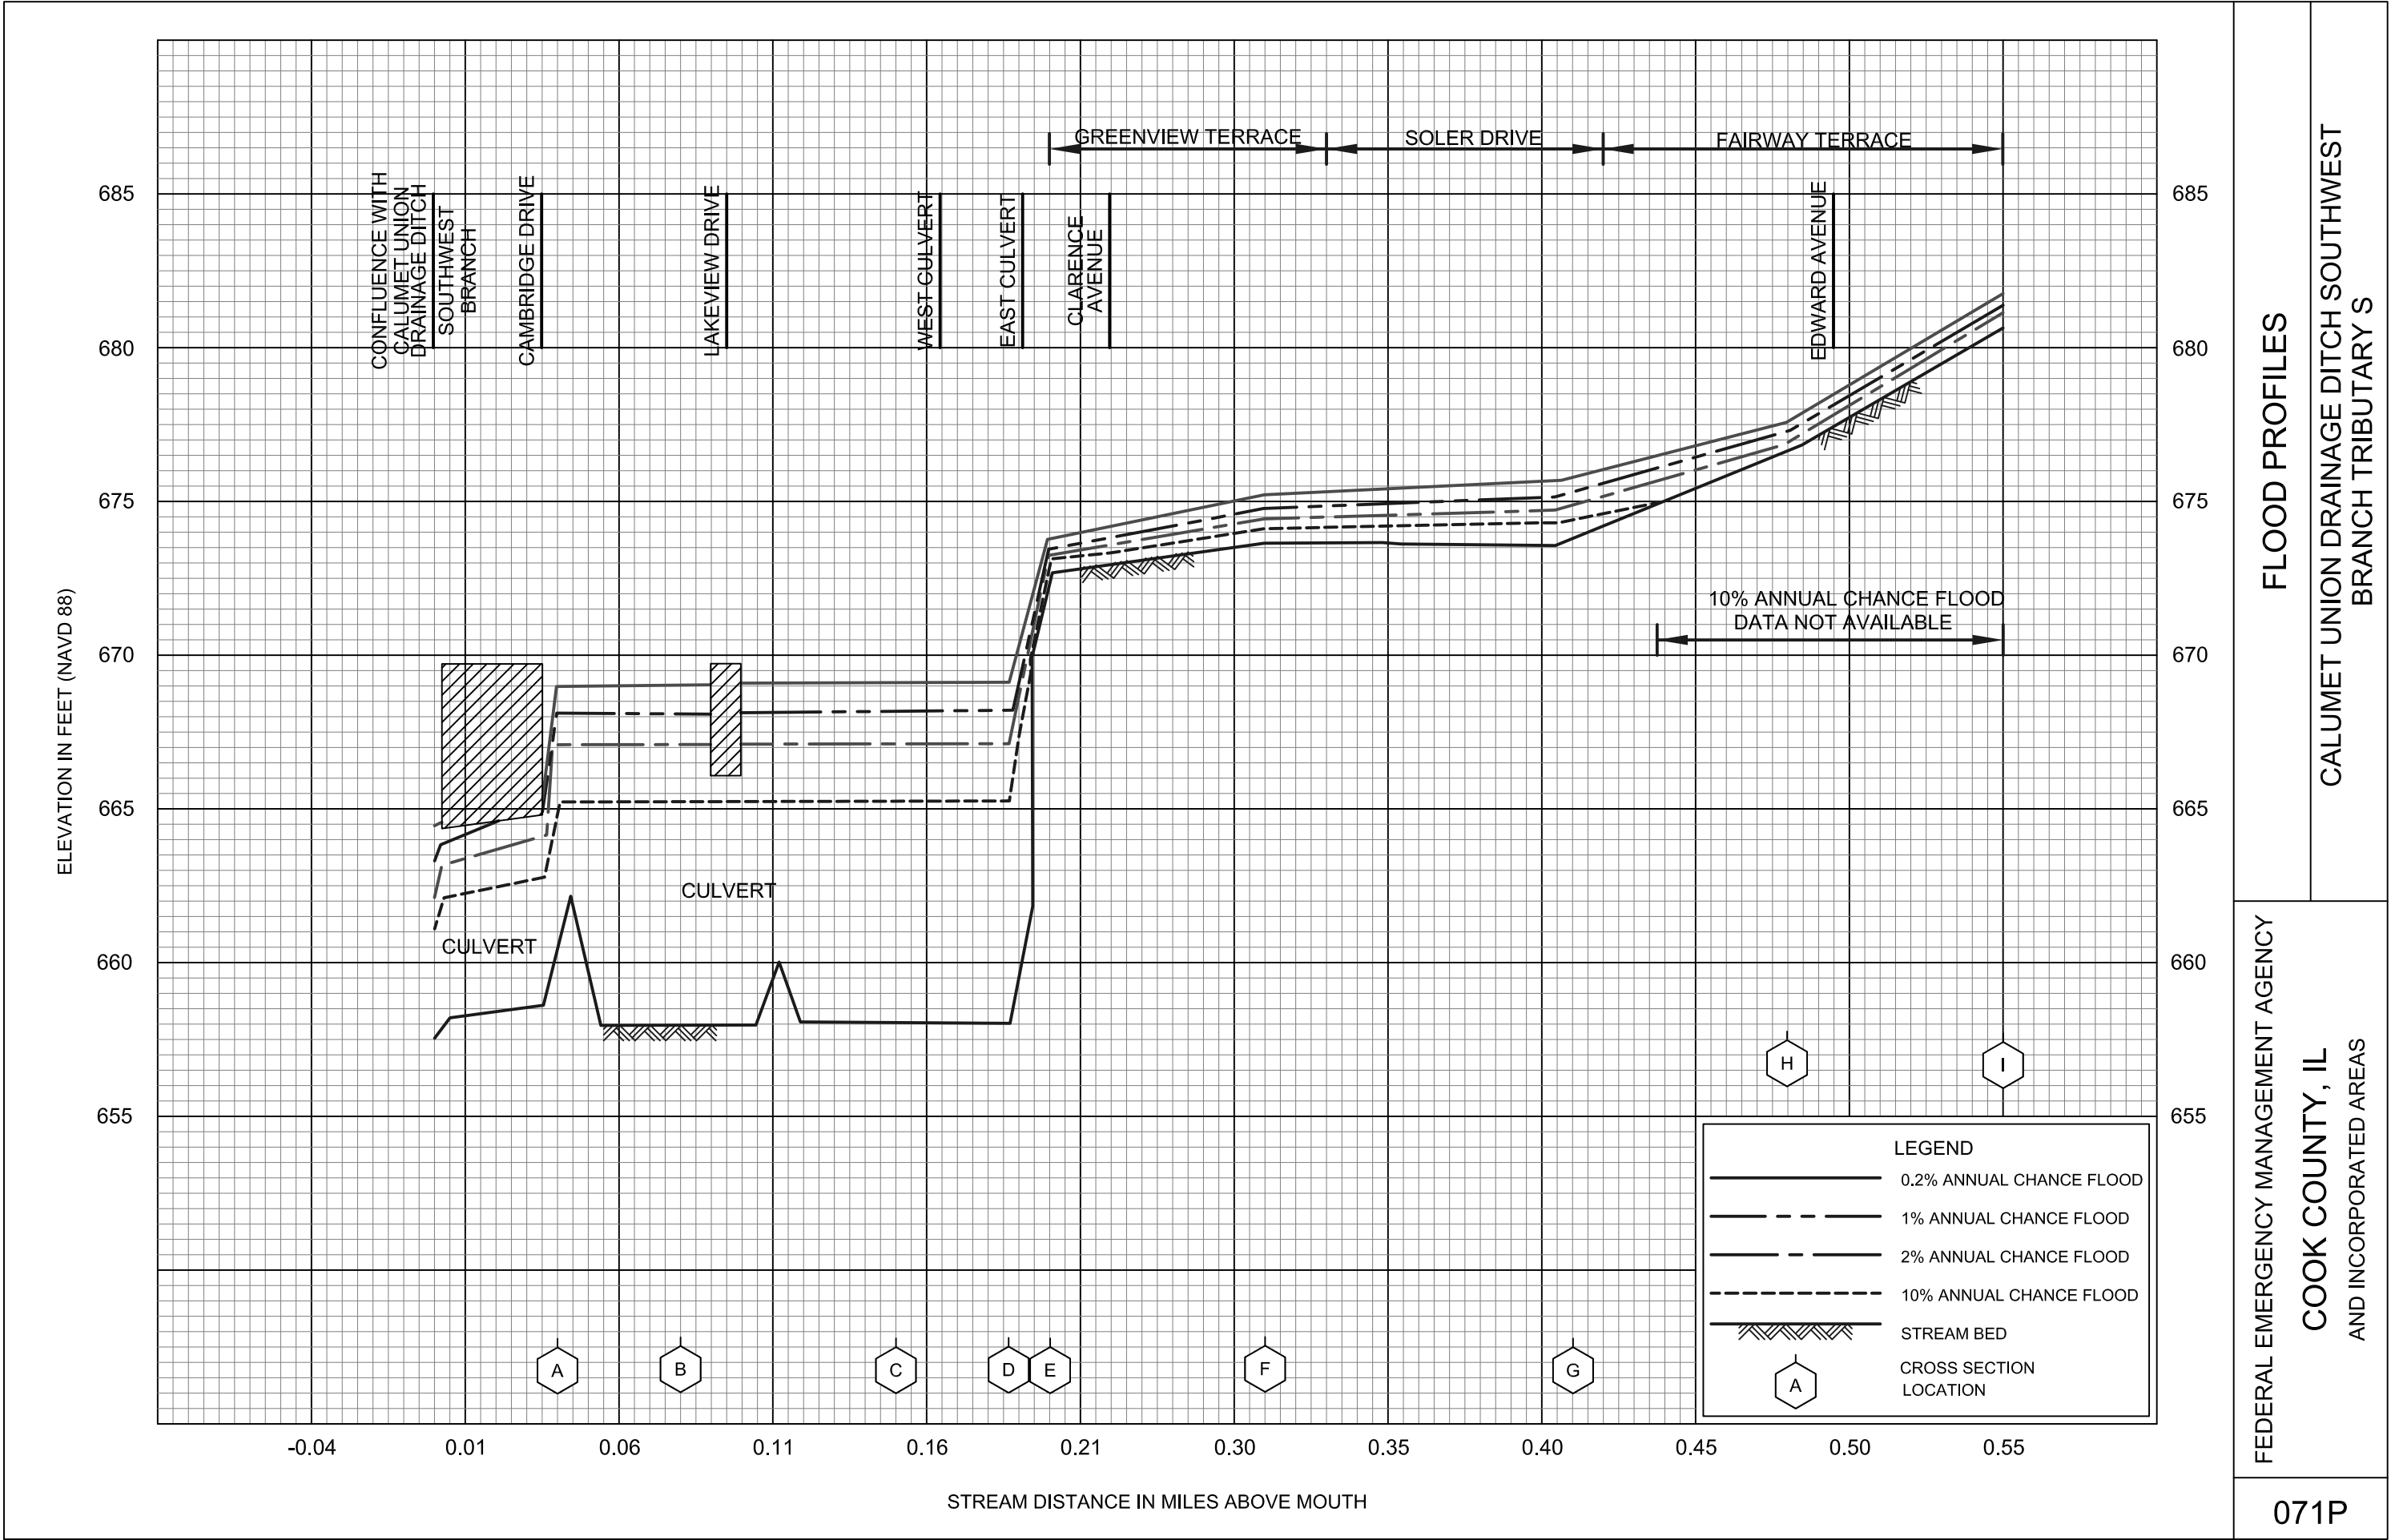 GREENVIEW TERRACE
SOLER DRIVE
FAIRWAY TERRACE
CONFLUENCE WITH
CALUMET UNION
DRAINAGE DITCH
SOUTHWEST
BRANCH
CAMBRIDGE DRIVE
LAKEVIEW DRIVE
WEST CULVERT
EAST CULVERT
CLARENCE
AVENUE
EDWARD AVENUE
685
680
675
670
665
660
655
685
680
675
670
665
660
655
ELEVATION IN FEET (NAVD 88)
10% ANNUAL CHANCE FLOOD
DATA NOT AVAILABLE
CULVERT
CULVERT
H
I
A
B
C
D
E
F
G
LEGEND
0.2% ANNUAL CHANCE FLOOD
1% ANNUAL CHANCE FLOOD
2% ANNUAL CHANCE FLOOD
10% ANNUAL CHANCE FLOOD
STREAM BED
A
CROSS SECTION
LOCATION
-0.04
0.01
0.06
0.11
0.16
0.21
0.30
0.35
0.40
0.45
0.50
0.55
STREAM DISTANCE IN MILES ABOVE MOUTH
FLOOD PROFILES
CALUMET UNION DRAINAGE DITCH SOUTHWEST
BRANCH TRIBUTARY S
FEDERAL EMERGENCY MANAGEMENT AGENCY
COOK COUNTY, IL
AND INCORPORATED AREAS
071P